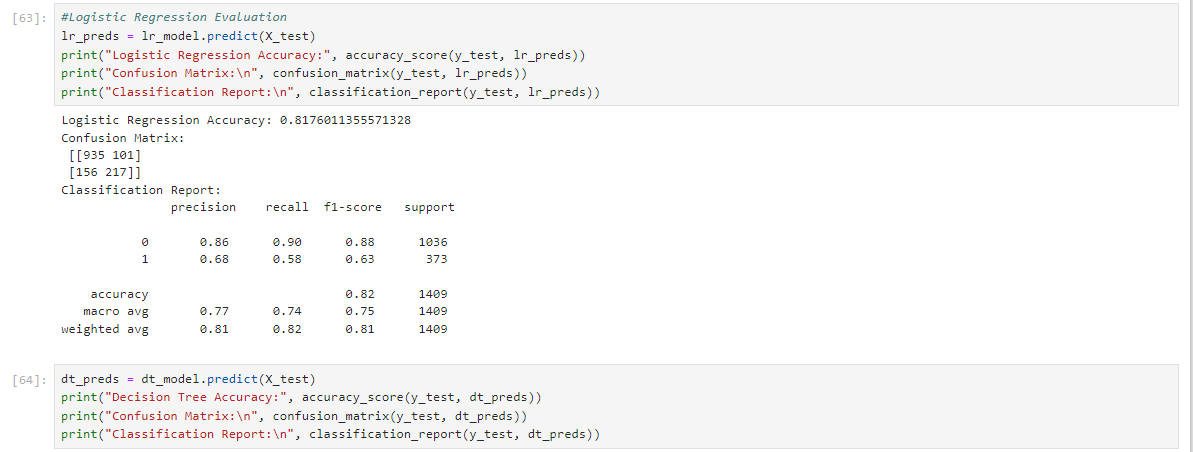 [63]: #Logistic Regression Evaluation
lr_preds = lr_model.predict(X_test)
print("Logistic Regression Accuracy:", accuracy_score(y_test, lr_preds))
print("Confusion Matrix:\n", confusion_matrix(y_test, lr_preds))
print("Classification Report:\n", classification_report(y_test, lr_preds))
Logistic Regression Accuracy: 0.8176011355571328
Confusion Matrix:
[[935 101]
[156 217]]
Classification Report:
precision recall f1-score support
0 0.86 0.90 0.88 1036
1 0.68 0.58 0.63 373
accuracy 0.82 1409
macro avg 0.77 0.74 0.75 1409
weighted avg 0.81 0.82 0.81 1409
[64]: dt_preds = dt_model.predict(X_test)
print("Decision Tree Accuracy:", accuracy_score(y_test, dt_preds))
print("Confusion Matrix:\n", confusion_matrix(y_test, dt_preds))
print("Classification Report:\n", classification_report(y_test, dt_preds))